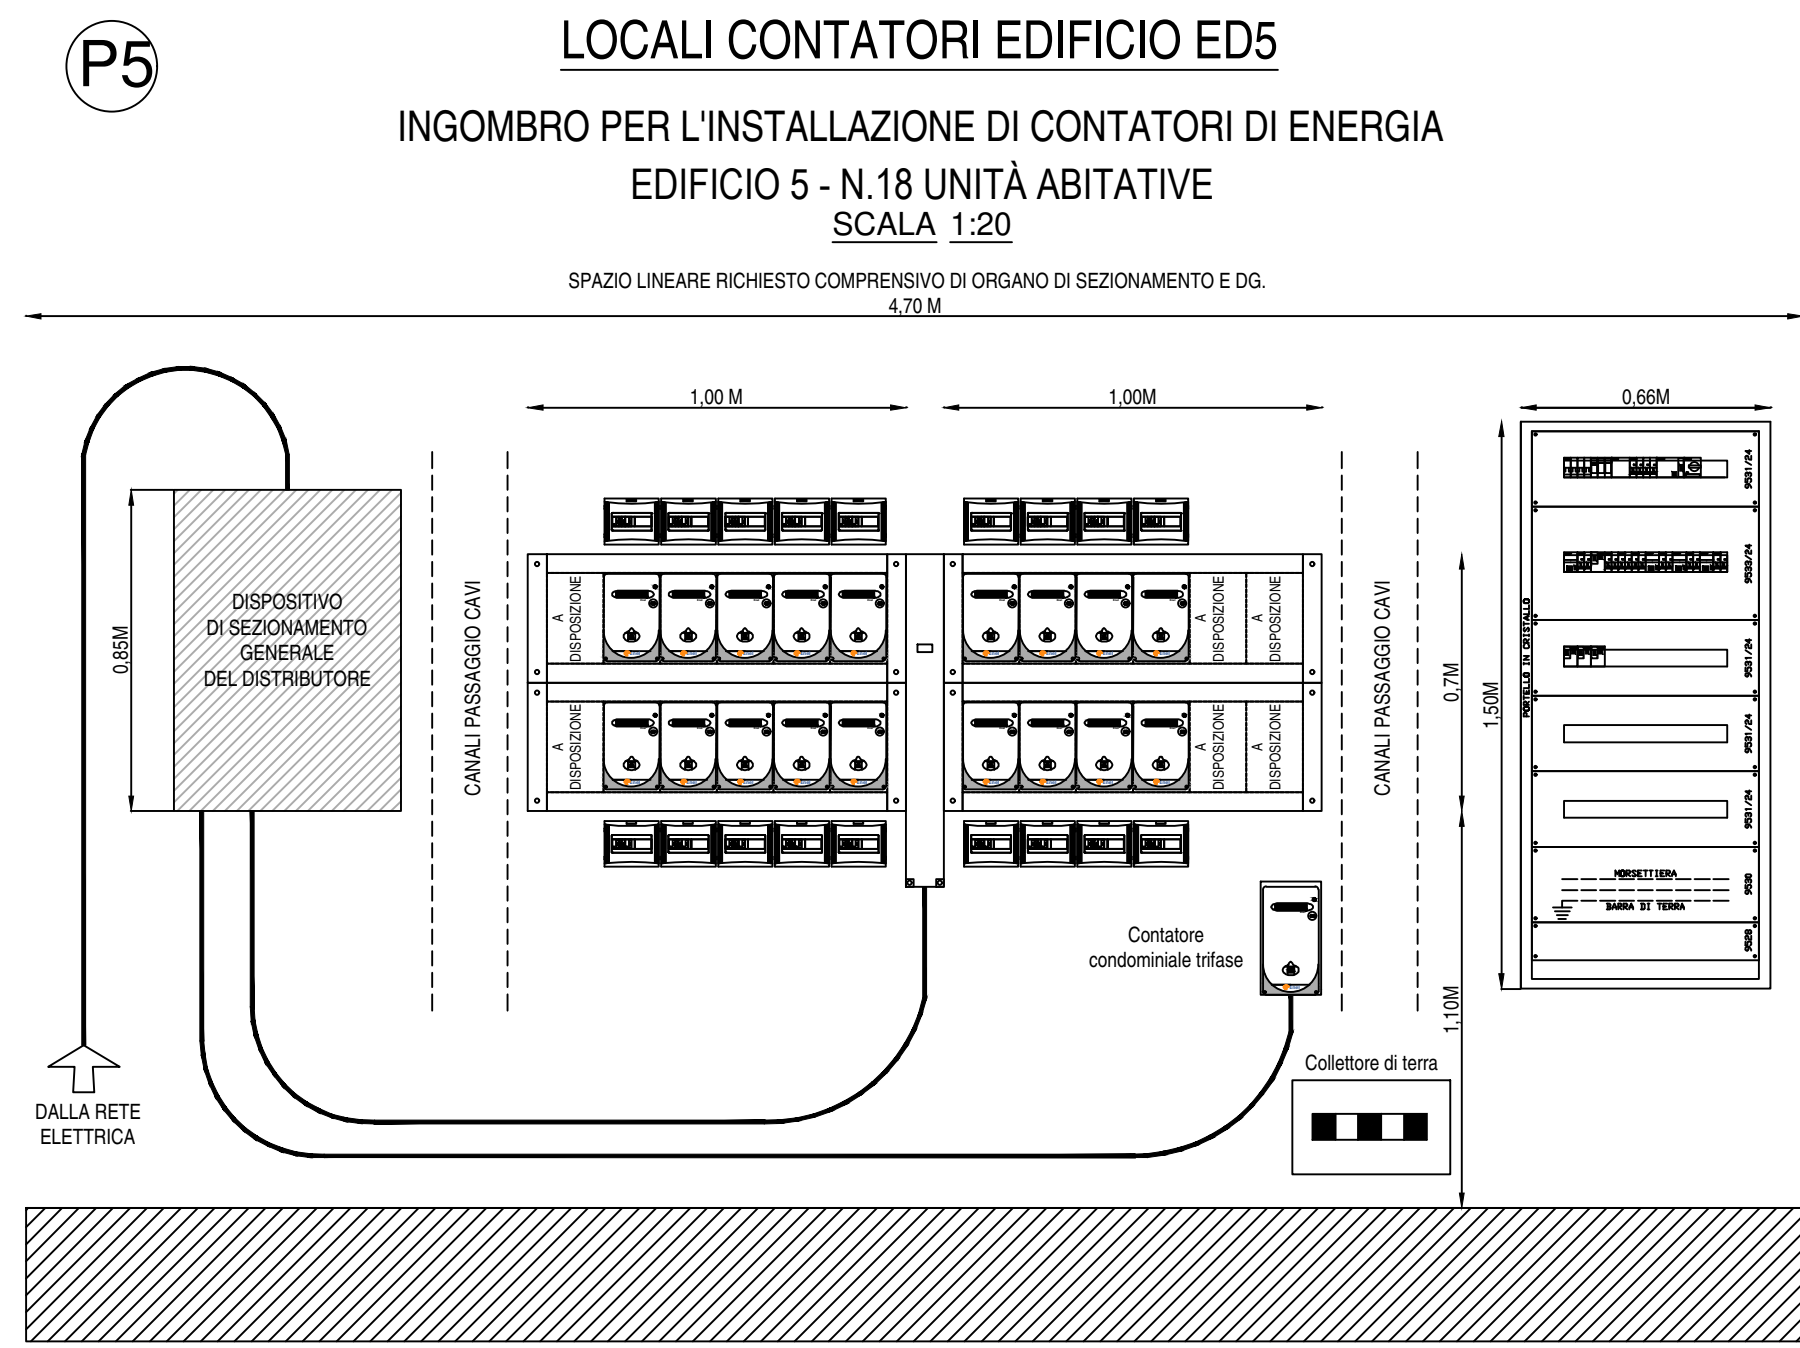 P5
LOCALI CONTATORI EDIFICIO ED5
INGOMBRO PER L'INSTALLAZIONE DI CONTATORI DI ENERGIA
EDIFICIO 5 - N.18 UNITÀ ABITATIVE
SCALA 1:20
SPAZIO LINEARE RICHIESTO COMPRENSIVO DI ORGANO DI SEZIONAMENTO E DG.
4,70 M
1,00 M
1,00M
0,66M
0,85M
DISPOSITIVO
DI SEZIONAMENTO
GENERALE
DEL DISTRIBUTORE
CANALI PASSAGGIO CAVI
A
DISPOSIZIONE
A
DISPOSIZIONE
A
DISPOSIZIONE
A
DISPOSIZIONE
A
DISPOSIZIONE
A
DISPOSIZIONE
CANALI PASSAGGIO CAVI
0,7M
1,50M
1,10M
PORTELLO IN CRISTALLO
9531/24
9533/24
9531/24
9531/24
9531/24
MORSETTIERA
9530
BARRA DI TERRA
9528
Contatore
condominiale trifase
Collettore di terra
DALLA RETE
ELETTRICA